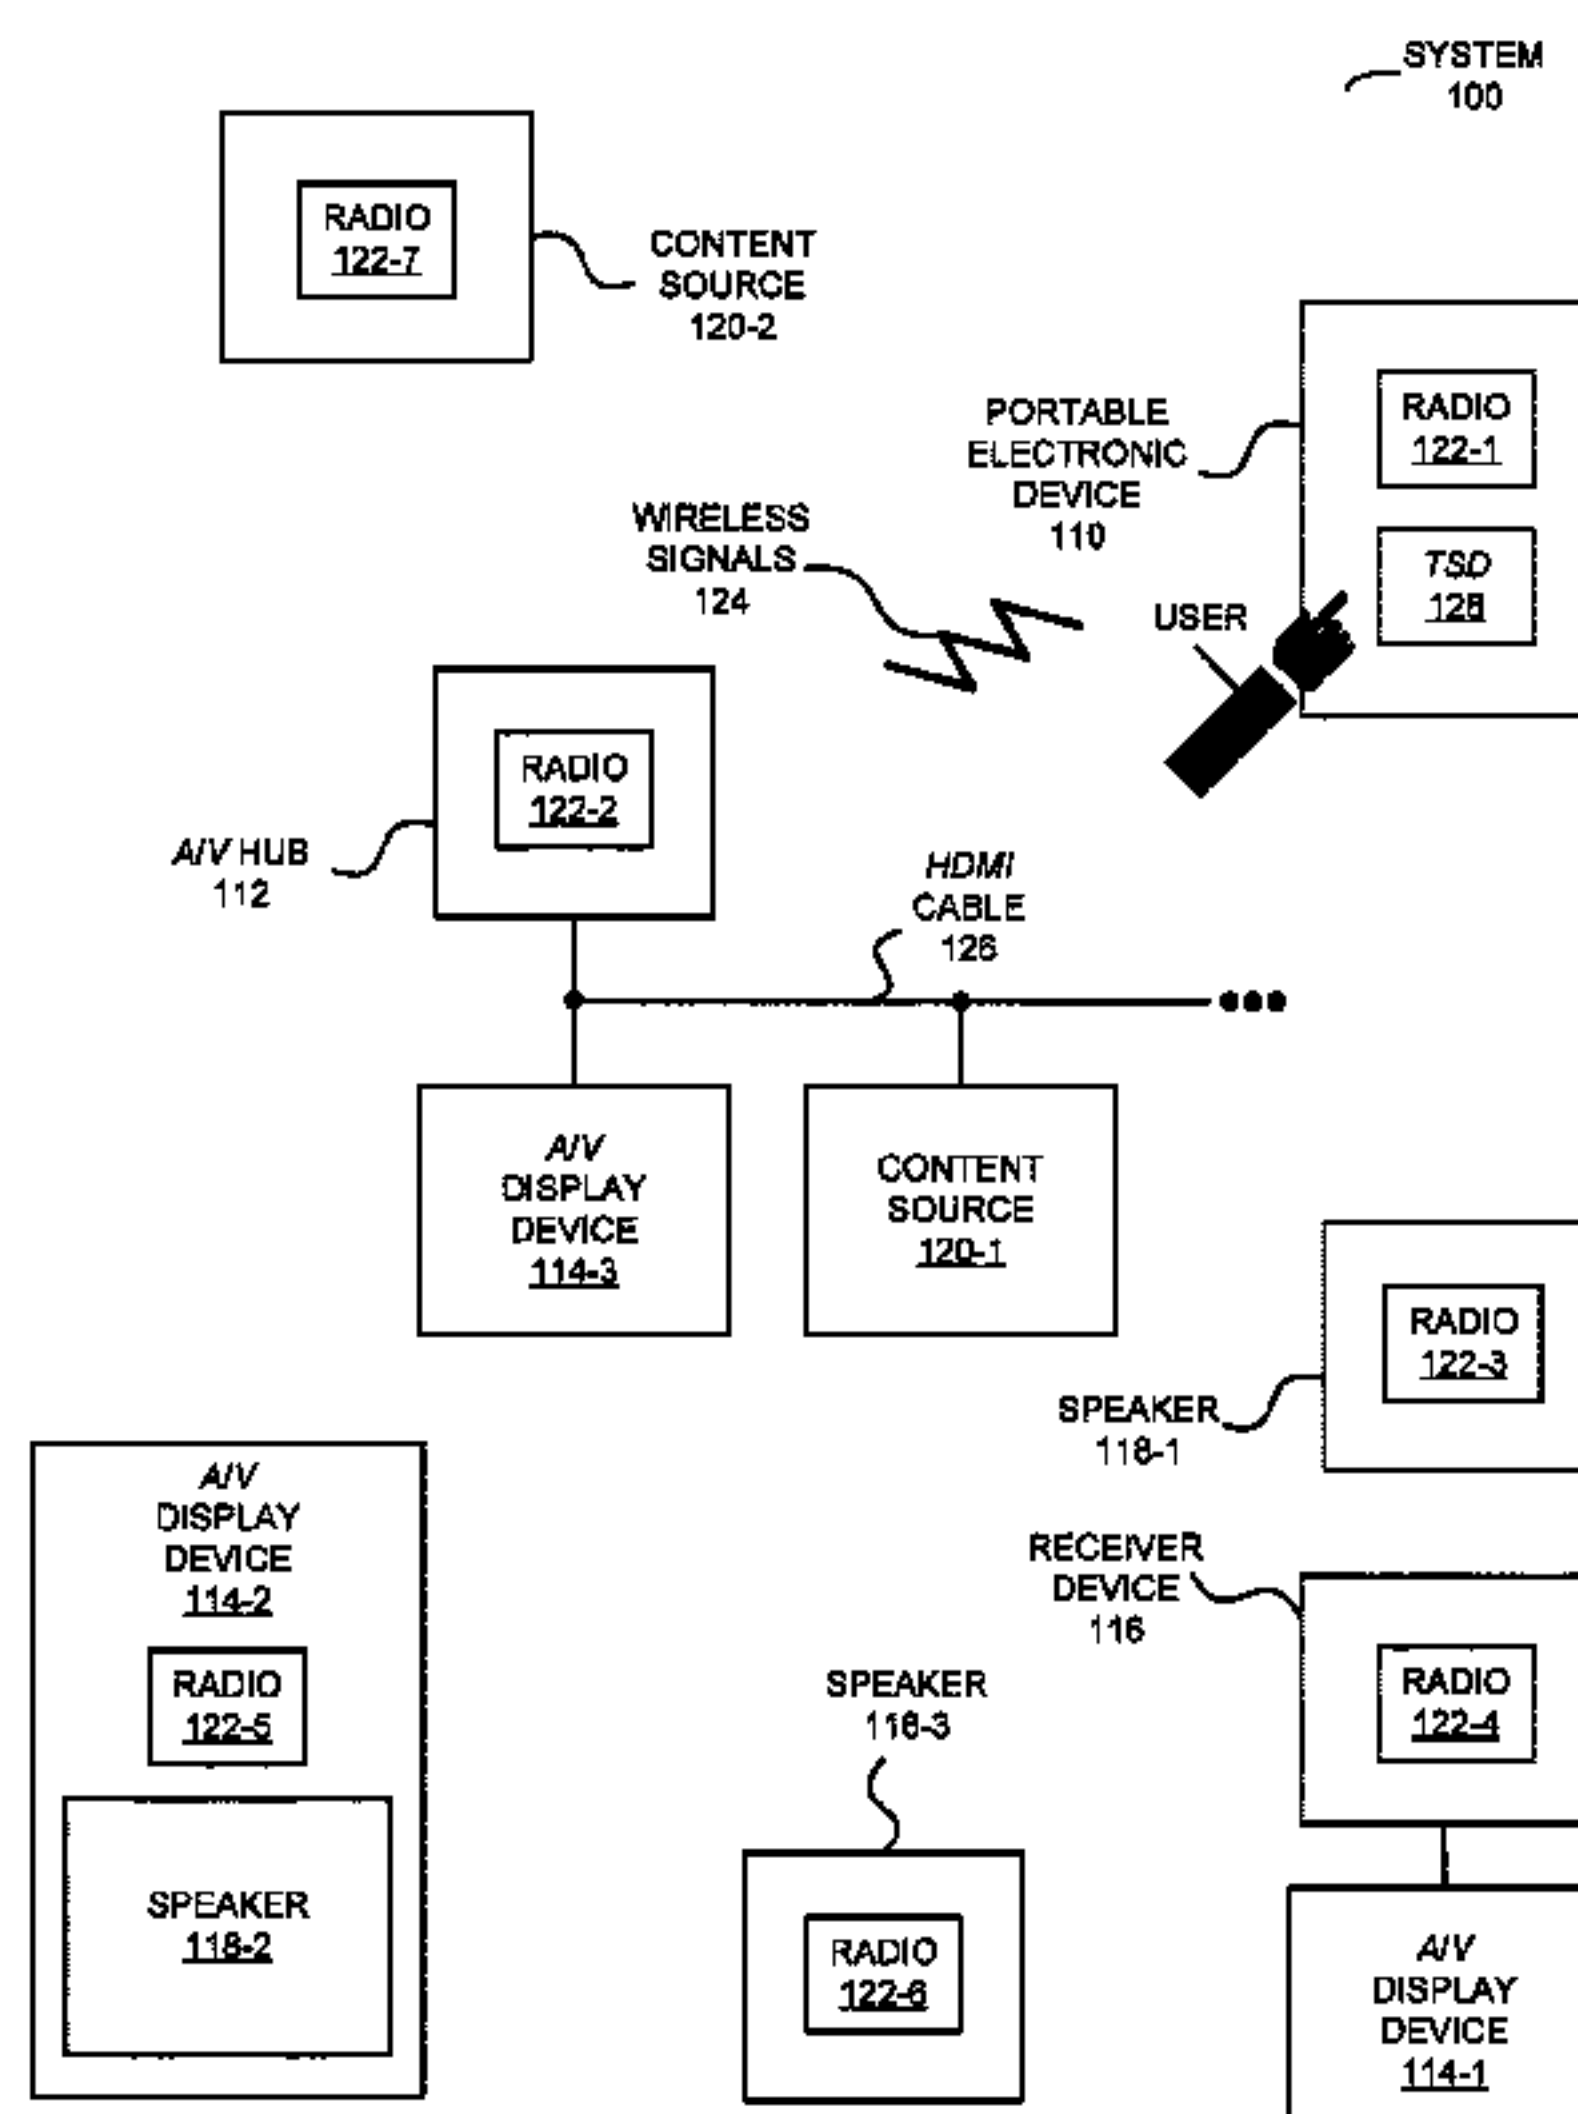 SYSTEM
100
RADIO
122-7
CONTENT
SOURCE
120-2
PORTABLE
ELECTRONIC
DEVICE
110
RADIO
122-1
TSD
128
WIRELESS
SIGNALS
124
USER
RADIO
122-2
A/V HUB
112
HDMI
CABLE
126
A/V
DISPLAY
DEVICE
114-3
CONTENT
SOURCE
120-1
RADIO
122-3
SPEAKER
118-1
A/V
DISPLAY
DEVICE
114-2
RADIO
122-5
SPEAKER
118-2
RECEIVER
DEVICE
116
RADIO
122-4
SPEAKER
118-3
RADIO
122-6
A/V
DISPLAY
DEVICE
114-1